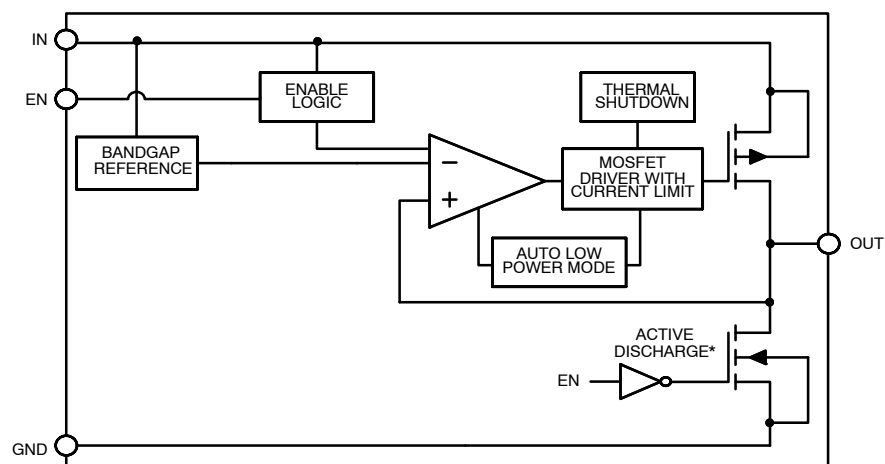 IN
EN
ENABLE
LOGIC
THERMAL
SHUTDOWN
BANDGAP
REFERENCE
−
+
MOSFET
DRIVER WITH
CURRENT LIMIT
AUTO LOW
POWER MODE
OUT
ACTIVE
DISCHARGE*
EN
GND